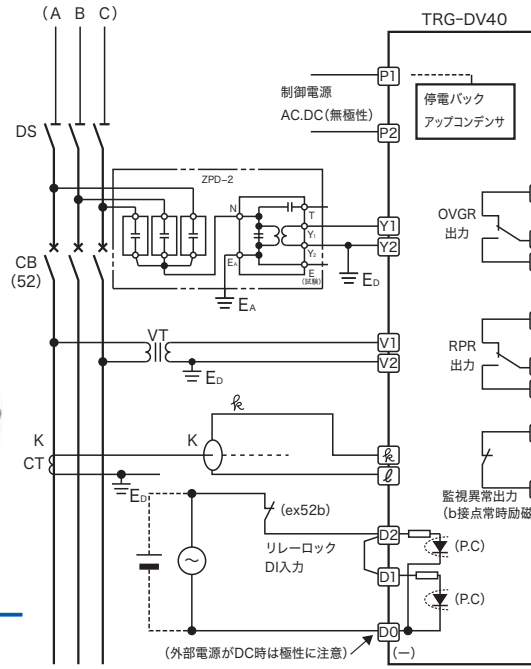 (A B C)
TRG-DV40
P1
制御電源
AC.DC(無極性)
停電バック
アップコンデンサ
P2
DS
ZPD-2
N
T
Y1
Y1
Y2
Y2
EA
E
(試験)
ED
EA
OVGR
出力
CB
(52)
VT
V1
V2
ED
RPR
出力
k
K
K
k
CT
ℓ
ED
監視異常出力
(b接点常時励磁
(ex52b)
リレーロック
DI入力
D2
(P.C)
D1
(P.C)
D0
(外部電源がDC時は極性に注意)
(−)